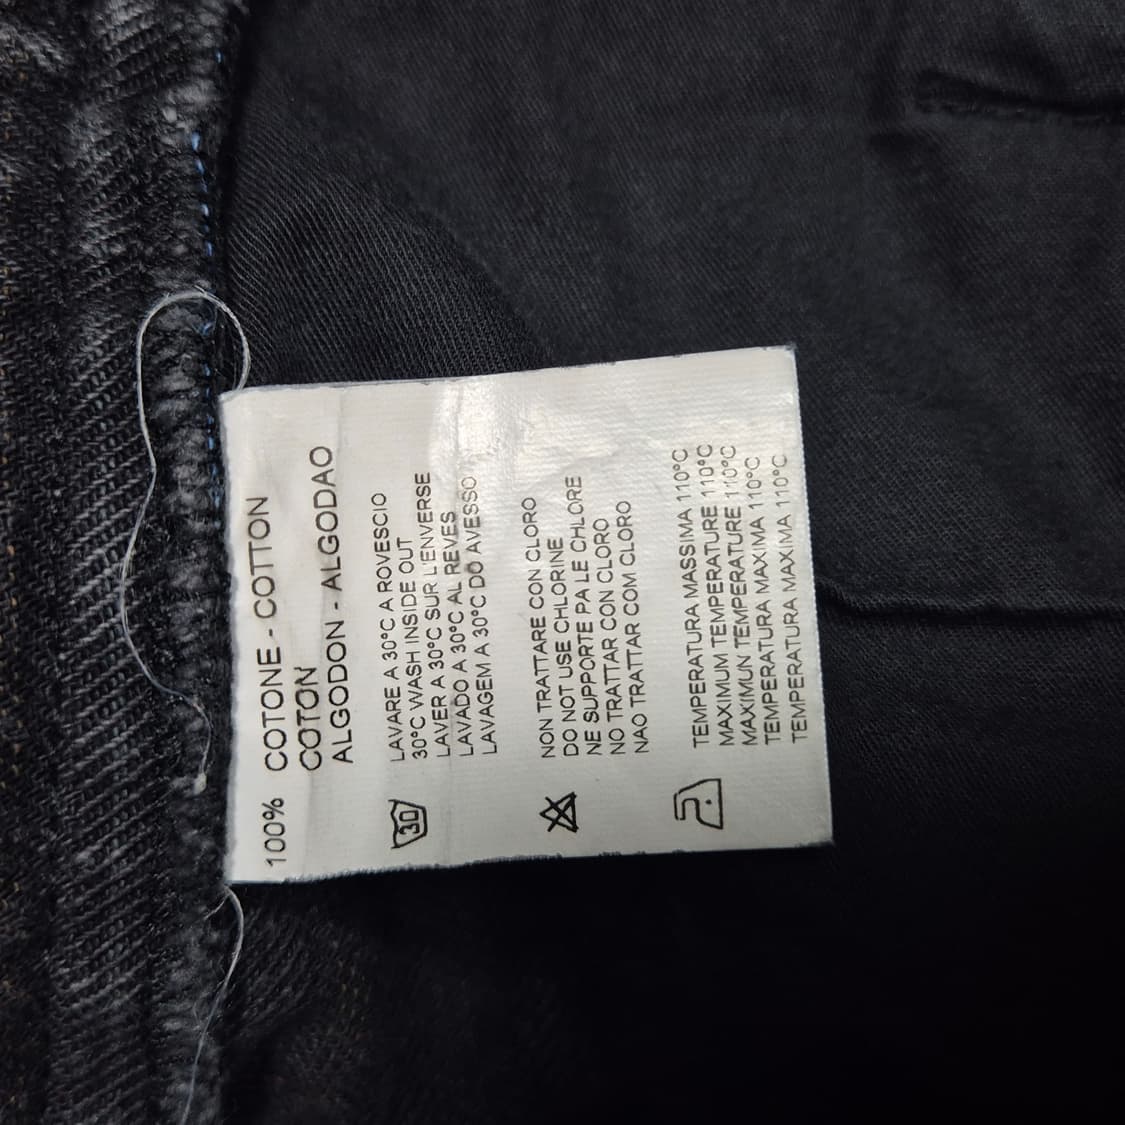 100% COTONE - COTTON
COTON
ALGODON - ALGODAO
30
LAVARE A 30°C A ROVESCIO
30°C WASH INSIDE OUT
LAVER A 30°C SUR L'ENVERSE
LAVADO A 30°C AL REVES
LAVAGEM A 30°C DO AVESSO
NON TRATTARE CON CLORO
DO NOT USE CHLORINE
NE SUPPORTE PA LE CHLORE
NO TRATTAR CON CLORO
NAO TRATTAR COM CLORO
TEMPERATURA MASSIMA 110°C
MAXIMUM TEMPERATURE 110°C
MAXIMUN TEMPERATURE 110°C
TEMPERATURA MAXIMA 110°C
TEMPERATURA MAXIMA 110°C